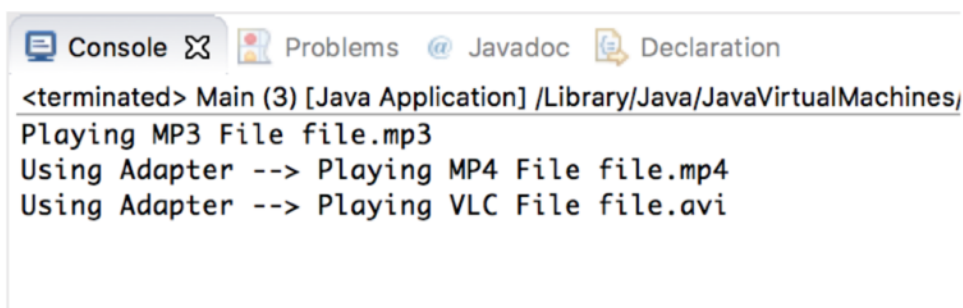 Console Problems @ Javadoc Declaration
<terminated> Main (3) [Java Application] /Library/Java/JavaVirtualMachines/
Playing MP3 File file.mp3
Using Adapter --> Playing MP4 File file.mp4
Using Adapter --> Playing VLC File file.avi